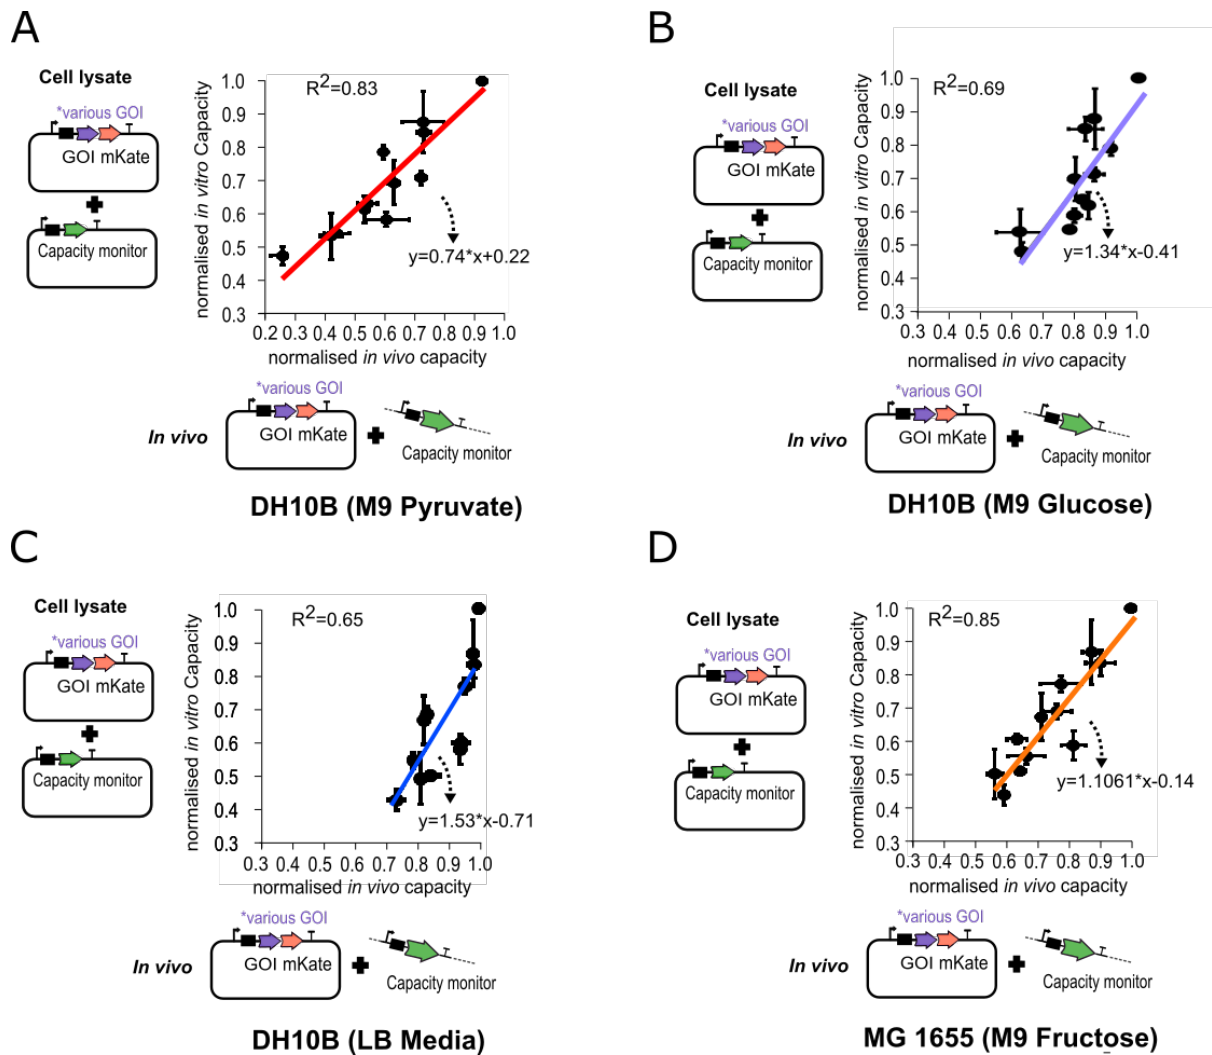 A
Cell lysate
*various GOI
GOI mKate
Capacity monitor
normalised in vitro Capacity
R2=0.83
1.0
0.9
0.8
0.7
0.6
0.5
0.4
0.3
y=0.74*x+0.22
0.2 0.3 0.4 0.5 0.6 0.7 0.8 0.9 1.0
normalised in vivo capacity
*various GOI
In vivo
GOI mKate
Capacity monitor
DH10B (M9 Pyruvate)
B
Cell lysate
*various GOI
GOI mKate
Capacity monitor
normalised in vitro Capacity
R2=0.69
1.0
0.9
0.8
0.7
0.6
0.5
0.4
0.3
y=1.34*x-0.41
0.3 0.4 0.5 0.6 0.7 0.8 0.9 1.0
normalised in vivo capacity
*various GOI
In vivo
GOI mKate
Capacity monitor
DH10B (M9 Glucose)
C
Cell lysate
*various GOI
GOI mKate
Capacity monitor
normalised in vitro Capacity
R2=0.65
1.0
0.9
0.8
0.7
0.6
0.5
0.4
0.3
y=1.53*x-0.71
0.3 0.4 0.5 0.6 0.7 0.8 0.9 1.0
normalised in vivo capacity
*various GOI
In vivo
GOI mKate
Capacity monitor
DH10B (LB Media)
D
Cell lysate
*various GOI
GOI mKate
Capacity monitor
normalised in vitro Capacity
R2=0.85
1.0
0.9
0.8
0.7
0.6
0.5
0.4
0.3
y=1.1061*x-0.14
0.3 0.4 0.5 0.6 0.7 0.8 0.9 1.0
normalised in vivo capacity
*various GOI
In vivo
GOI mKate
Capacity monitor
MG 1655 (M9 Fructose)